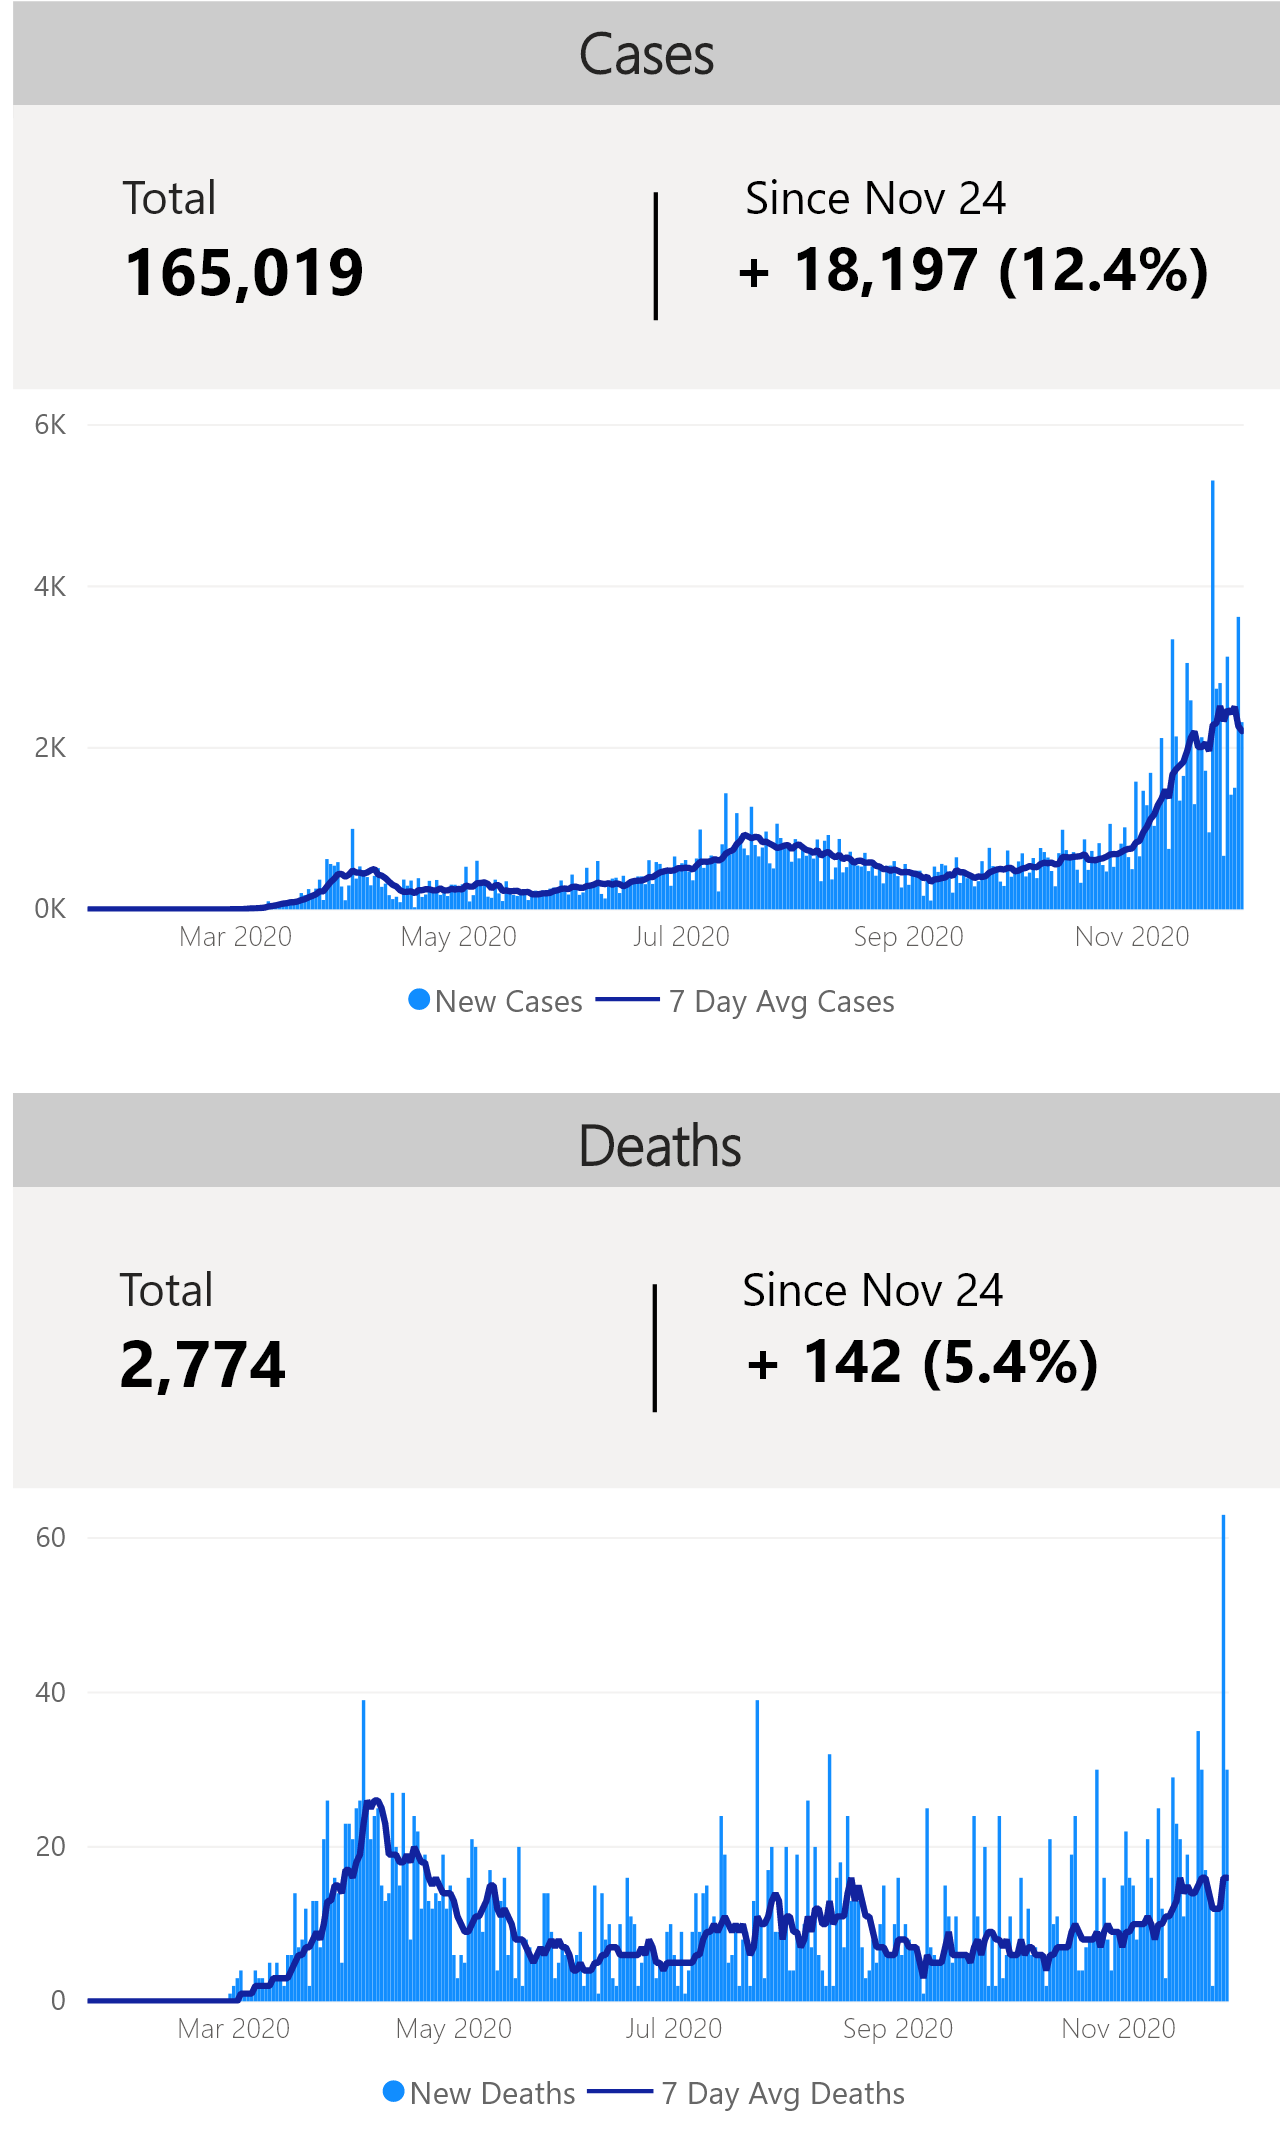 Cases
Total
165,019
Since Nov 24
+ 18,197 (12.4%)
6K
4K
2K
0K
Mar 2020 May 2020 Jul 2020 Sep 2020 Nov 2020
New Cases 7 Day Avg Cases
Deaths
Total
2,774
Since Nov 24
+ 142 (5.4%)
60
40
20
0
Mar 2020 May 2020 Jul 2020 Sep 2020 Nov 2020
New Deaths 7 Day Avg Deaths